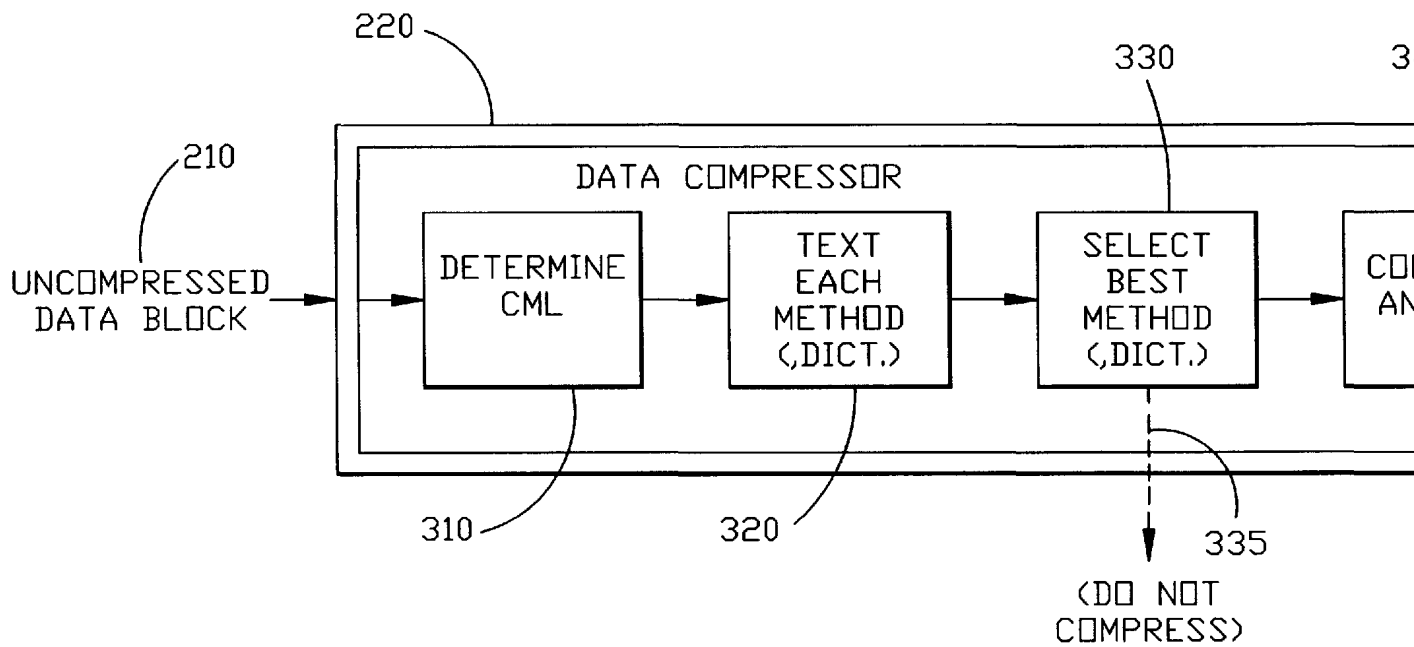 220
330
210
DATA COMPRESSOR
UNCOMPRESSED
DATA BLOCK
DETERMINE
CML
TEXT
EACH
METHOD
(,DICT.)
SELECT
BEST
METHOD
(,DICT.)
310
320
335
(DO NOT
COMPRESS)